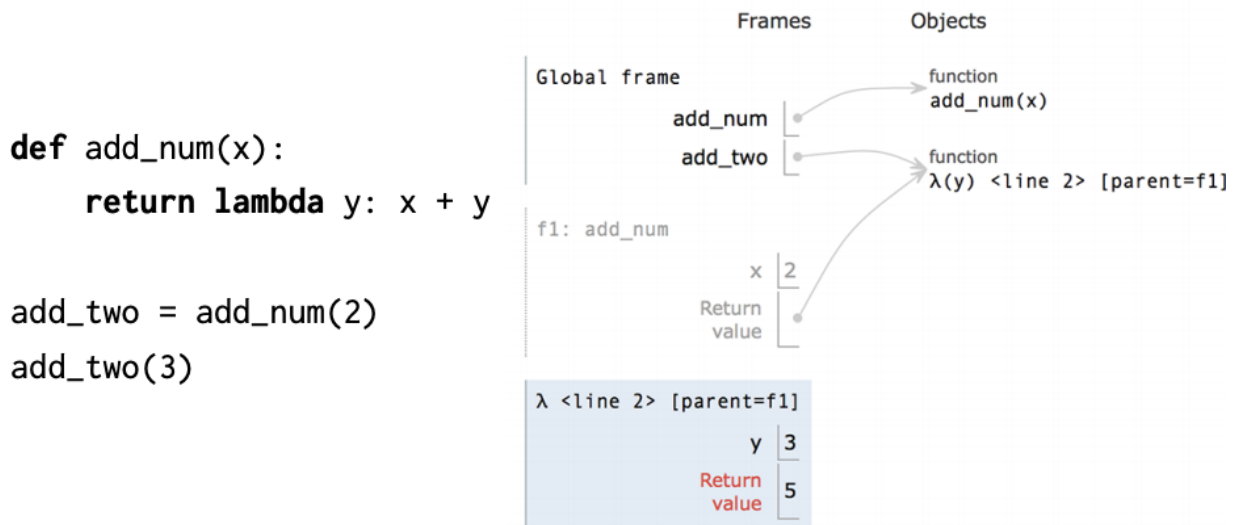 def add_num(x):
    return lambda y: x + y
add_two = add_num(2)
add_two(3)
Frames Objects
Global frame
add_num
add_two
function
add_num(x)
function
λ(y) <line 2> [parent=f1]
f1: add_num
x 2
Return
value
λ <line 2> [parent=f1]
y 3
Return
value 5